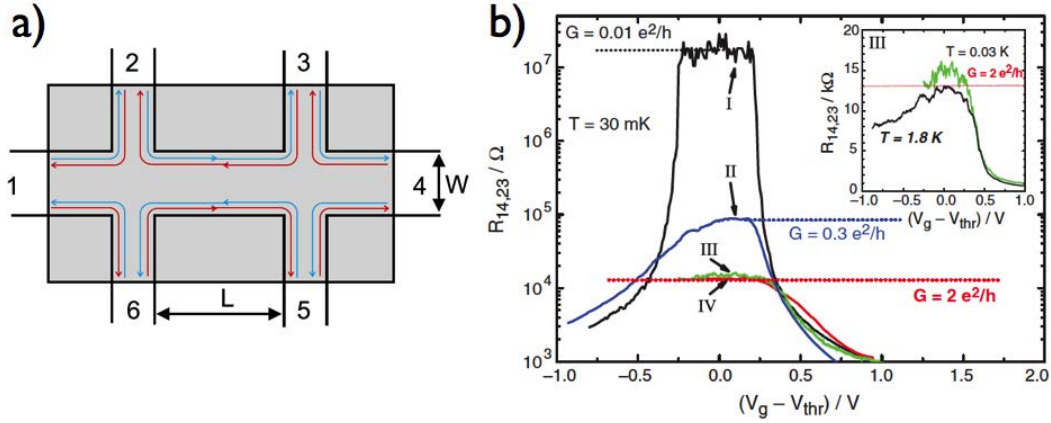 a)
2
3
1
4
W
6
L
5
b)
G = 0.01 e²/h
I
T = 30 mK
II
G = 0.3 e²/h
III
IV
G = 2 e²/h
R₁₄,₂₃ / Ω
10⁷
10⁶
10⁵
10⁴
10³
−1.0 −0.5 0.0 0.5 1.0 1.5 2.0
(Vg – Vthr) / V
III
T = 0.03 K
G = 2 e²/h
T = 1.8 K
R₁₄,₂₃ / kΩ
20
15
10
5
0
−1.0 −0.5 0.0 0.5 1.0
(Vg – Vthr) / V